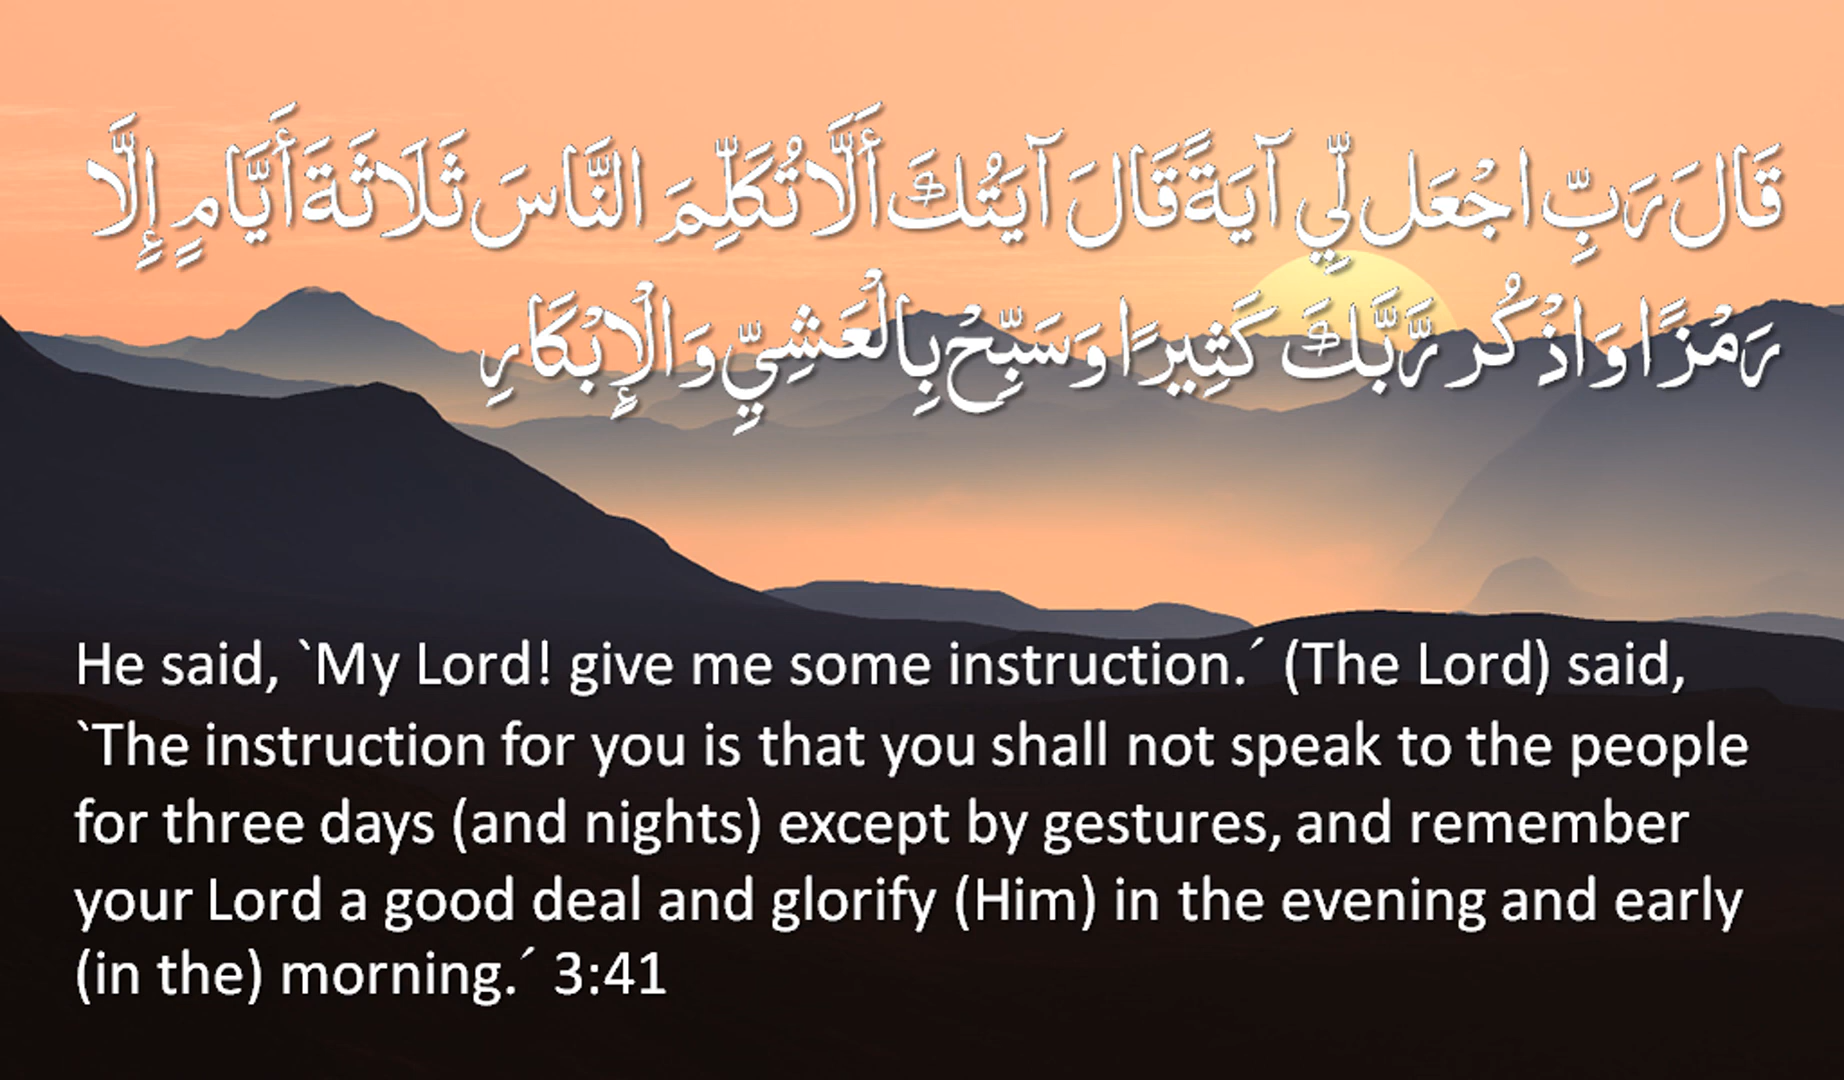 قَالَ رَبِّ اجْعَل لِّي آيَةً قَالَ آيَتُكَ أَلَّا تُكَلِّمَ النَّاسَ ثَلَاثَةَ أَيَّامٍ إِلَّا
رَمْزًا وَاذْكُر رَّبَّكَ كَثِيرًا وَسَبِّحْ بِالْعَشِيِّ وَالْإِبْكَارِ
He said, `My Lord! give me some instruction.´ (The Lord) said,
`The instruction for you is that you shall not speak to the people
for three days (and nights) except by gestures, and remember
your Lord a good deal and glorify (Him) in the evening and early
(in the) morning.´ 3:41